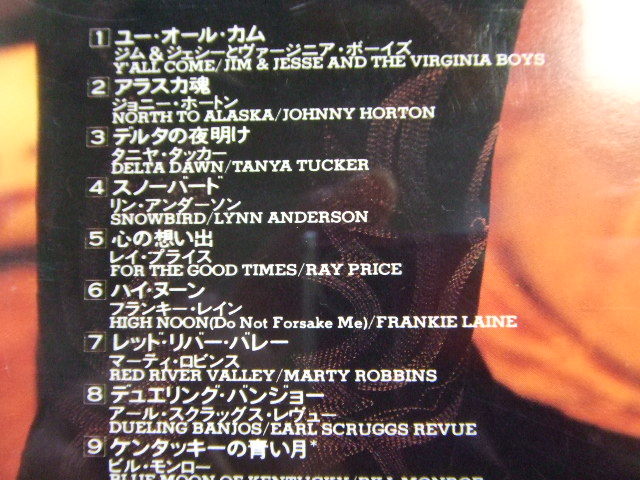 1 ユー・オール・カム
ジム&ジェシーとヴァージニア・ボーイズ
Y'ALL COME/JIM & JESSE AND THE VIRGINIA BOYS
2 アラスカ魂
ジョニー・ホートン
NORTH TO ALASKA/JOHNNY HORTON
3 デルタの夜明け
タニヤ・タッカー
DELTA DAWN/TANYA TUCKER
4 スノーバード
リン・アンダーソン
SNOWBIRD/LYNN ANDERSON
5 心の想い出
レイ・プライス
FOR THE GOOD TIMES/RAY PRICE
6 ハイ・ヌーン
フランキー・レイン
HIGH NOON(Do Not Forsake Me)/FRANKIE LAINE
7 レッド・リバー・バレー
マーティ・ロビンス
RED RIVER VALLEY/MARTY ROBBINS
8 デュエリング・バンジョー
アール・スクラッグス・レヴュー
DUELING BANJOS/EARL SCRUGGS REVUE
9 ケンタッキーの青い月*
ビル・モンロー
BLUE MOON OF KENTUCKY/BILL MONROE